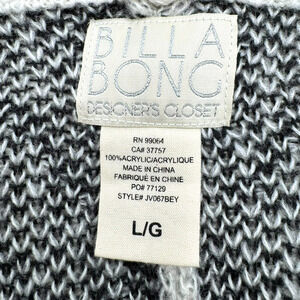 BILLA
BONG
DESIGNER'S CLOSET
RN 99064
CA# 37757
100%ACRYLIC/ACRYLIQUE
MADE IN CHINA
FABRIQUÉ EN CHINE
PO# 77129
STYLE# JV067BEY
L/G